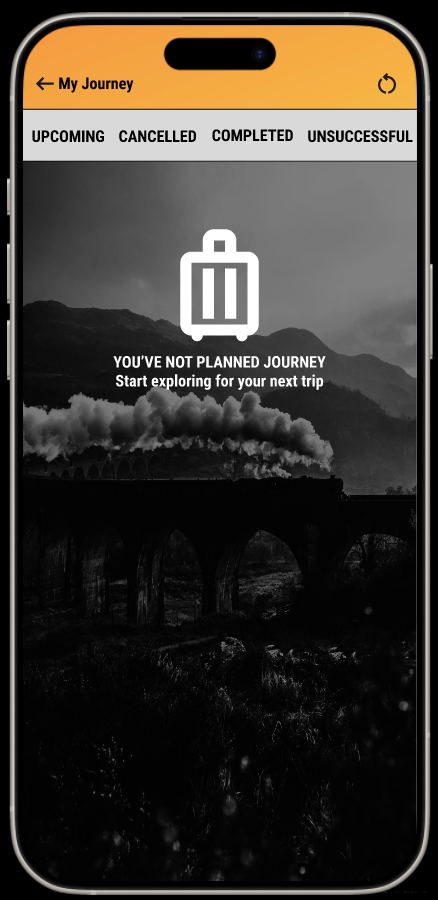 My Journey
UPCOMING CANCELLED COMPLETED UNSUCCESSFUL
YOU'VE NOT PLANNED JOURNEY
Start exploring for your next trip